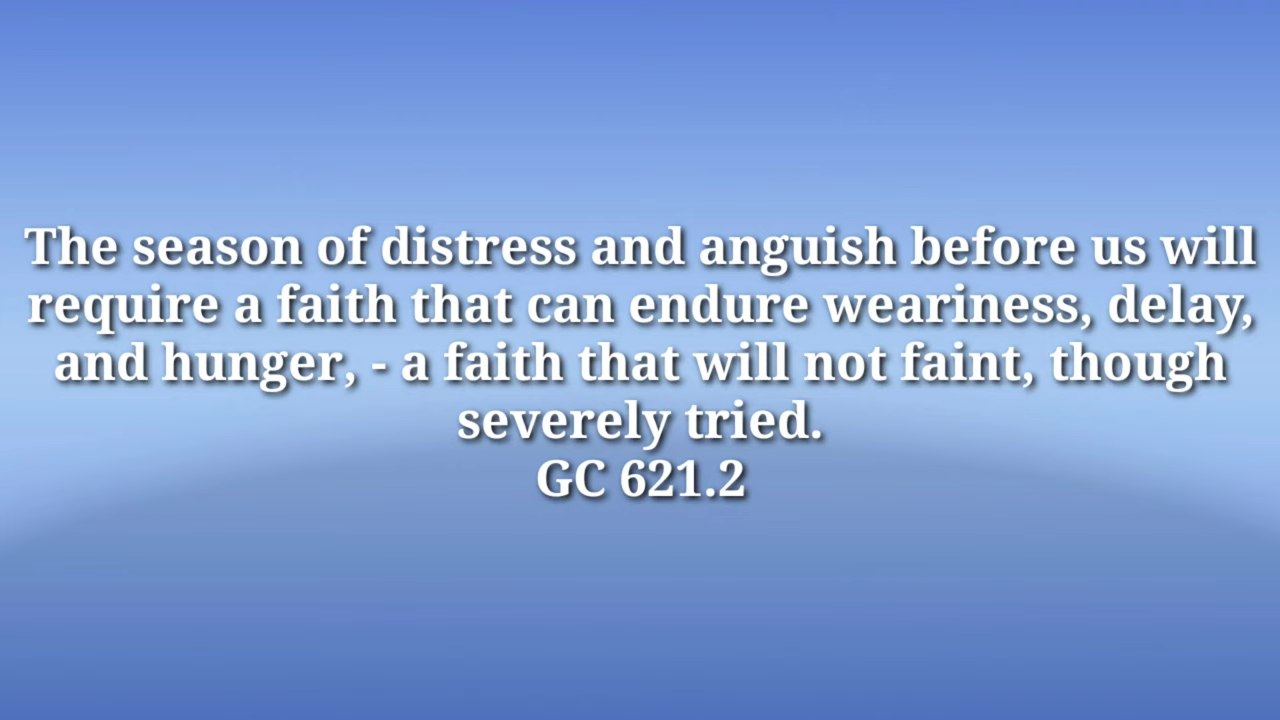 The season of distress and anguish before us will
require a faith that can endure weariness, delay,
and hunger, - a faith that will not faint, though
severely tried.
GC 621.2